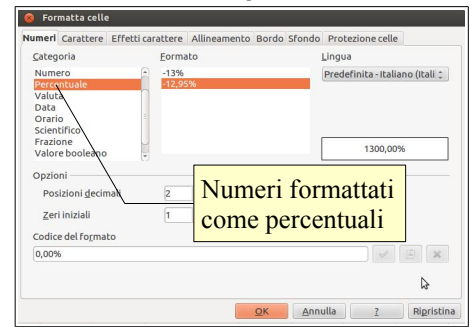 Formatta celle
Numeri Carattere Effetti carattere Allineamento Bordo Sfondo Protezione celle
Categoria Formato Lingua
Numero -13% Predefinita - Italiano (Itali
Percentuale -12,95%
Valuta
Data
Orario
Scientifico
Frazione
Valore booleano 1300,00%
Opzioni
Posizioni decimali 2
Zeri iniziali 1
Numeri formattati
come percentuali
Codice del formato
0,00%
OK Annulla ? Ripristina